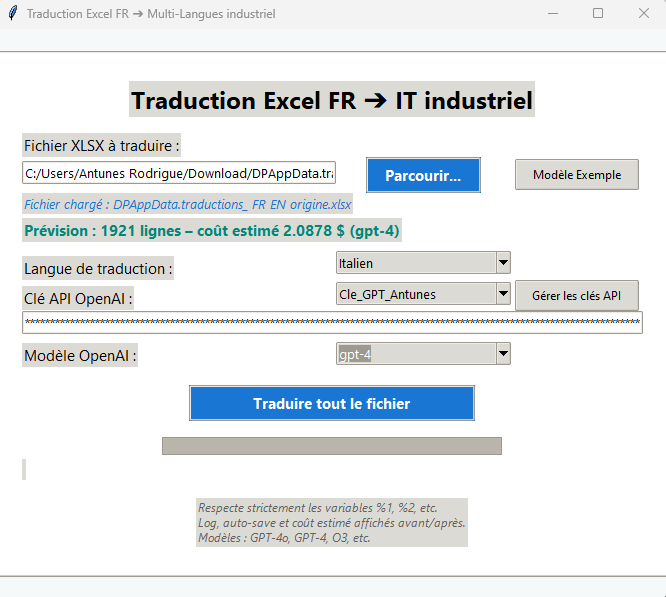 Traduction Excel FR ➔ Multi-Langues industriel
Traduction Excel FR ➔ IT industriel
Fichier XLSX à traduire :
C:/Users/Antunes Rodrigue/Download/DPAppData.tra
Parcourir...
Modèle Exemple
Fichier chargé : DPAppData.traductions_ FR EN origine.xlsx
Prévision : 1921 lignes – coût estimé 2.0878 $ (gpt-4)
Langue de traduction :
Italien
Clé API OpenAI :
Cle_GPT_Antunes
Gérer les clés API
Modèle OpenAI :
gpt-4
Traduire tout le fichier
Respecte strictement les variables %1, %2, etc.
Log, auto-save et coût estimé affichés avant/après.
Modèles : GPT-4o, GPT-4, O3, etc.